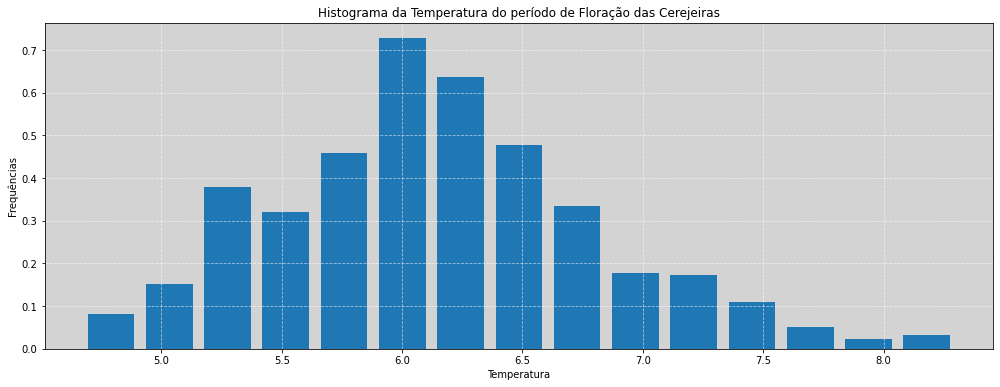 Histograma da Temperatura do período de Floração das Cerejeiras
Frequências
0.7
0.6
0.5
0.4
0.3
0.2
0.1
0.0
5.0 5.5 6.0 6.5 7.0 7.5 8.0
Temperatura